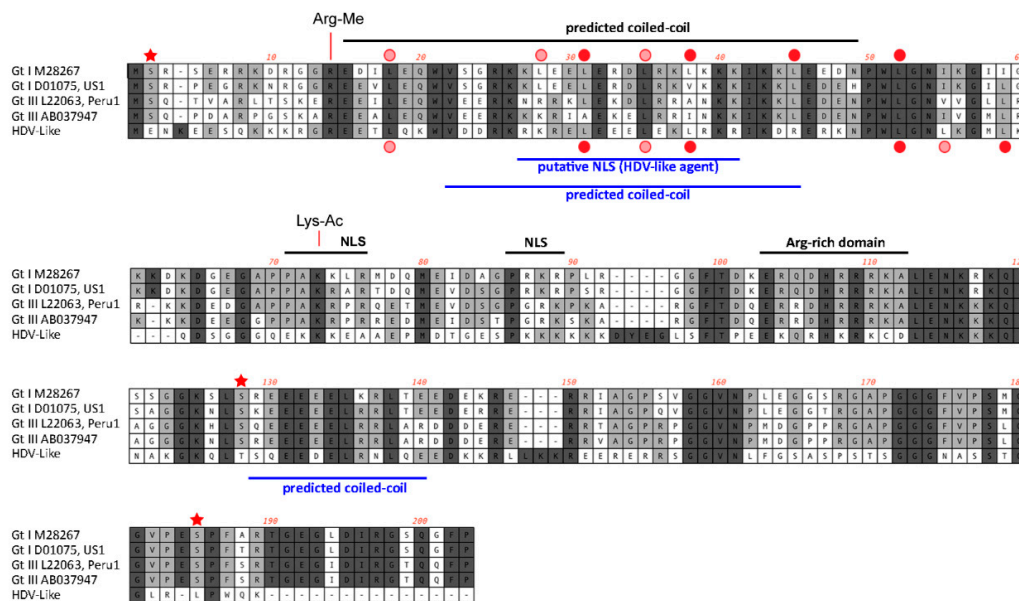 Arg-Me
predicted coiled-coil
10 20 30 40 50 60
Gt I M28267 M S R - S E R R K D R G G R E D I L E Q W V S G R K K L E E L E R D L R K L K K K I K K L E E D N P W L G N I K G I I G
Gt I D01075, US1 M S R - P E G R K N R G G R E E V L E Q W V S G R K K L E E L E R D L R K V K K K I K K L E D E H P W L G N I K G I L G
Gt III L22063, Peru1 M S Q - T V A R L T S K E R E E I L E Q W V E E R N R R K L E K D L R R A N K K I K K L E D E N P W L G N V V G L L R
Gt III AB037947 M S Q - P D A R P G S K A R E E V L E Q W V E E R K K R I A E K E L R R I N K K I K K L E D E N P W L G N I V G L L R
HDV-Like M E N K E E S Q K K K R G R E E T L Q K W V D D R K R K R E L E E E L E K L R K K I K D R E R K N P W L G N L K G M L K
putative NLS (HDV-like agent)
predicted coiled-coil
Lys-Ac
NLS NLS Arg-rich domain
70 80 90 100 110 120
Gt I M28267 K K D K D G E G A P P A K K L R M D Q M E I D A G P R K R P L R - - - - G G F T D K E R Q D H R R R K A L E N K R K Q
Gt I D01075, US1 K K D K D G E G A P P A K R A R T D Q M E V D S G P R K R P S R - - - - G G F T D K E R Q D H R R R K A L E N K R K Q
Gt III L22063, Peru1 R - K K D E D G A P P A K R P R Q E T M E V D S G P G R K P K A - - - - R G F T D Q E R R D H R R R K A L E N K K K Q
Gt III AB037947 K - K K D E E G G P P A K R P R R E D M E I D S T P G R K S K A - - - - R G F T D Q E R R D H R R R K A L E N K K K Q
HDV-Like - - - Q D S G G G Q E K K K E A A E P M D T G E S P K K K K K K D Y E G L S F T P E E K Q R H K R K C D L E N K K K Q
130 140 150 160 170 180
Gt I M28267 S S G G K S L S R E E E E E L K R L T E E D E K R E - - - R R I A G P S V G G V N P L E G G S R G A P G G G F V P S M
Gt I D01075, US1 S A G G K N L S K E E E E E L R R L T E E D E R R E - - - R R I A G P Q V G G V N P L E G G T R G A P G G G F V P S M
Gt III L22063, Peru1 A G G G K H L S Q E E E E E L R R L A R D D D E R E - - - R R T A G P R P G G V N P M D G P P R G A P G G G F V P S L
Gt III AB037947 A G G G K N L S R E E E E E L R R L A R D D D E R E - - - R R V A G P R P G G V N P M D G P P R G A P G G G F V P S L
HDV-Like N A K G K Q L T S Q E E D E L R N L Q E E D K K R L K K R E E R E R R S G G V N L F G S A S P S T S G G G N A S S T
predicted coiled-coil
190 200
Gt I M28267 G V P E S P F A R T G E G L D I R G S Q G F P
Gt I D01075, US1 G V P E S P F T R T G E G L D I R G S Q G F P
Gt III L22063, Peru1 G V P E S P F S R T G E G I D I R G T Q Q F P
Gt III AB037947 G V P E S P F S R T G E G I D I R G T Q Q F P
HDV-Like G L R - L P W Q K - - - - - - - - - - - - - -